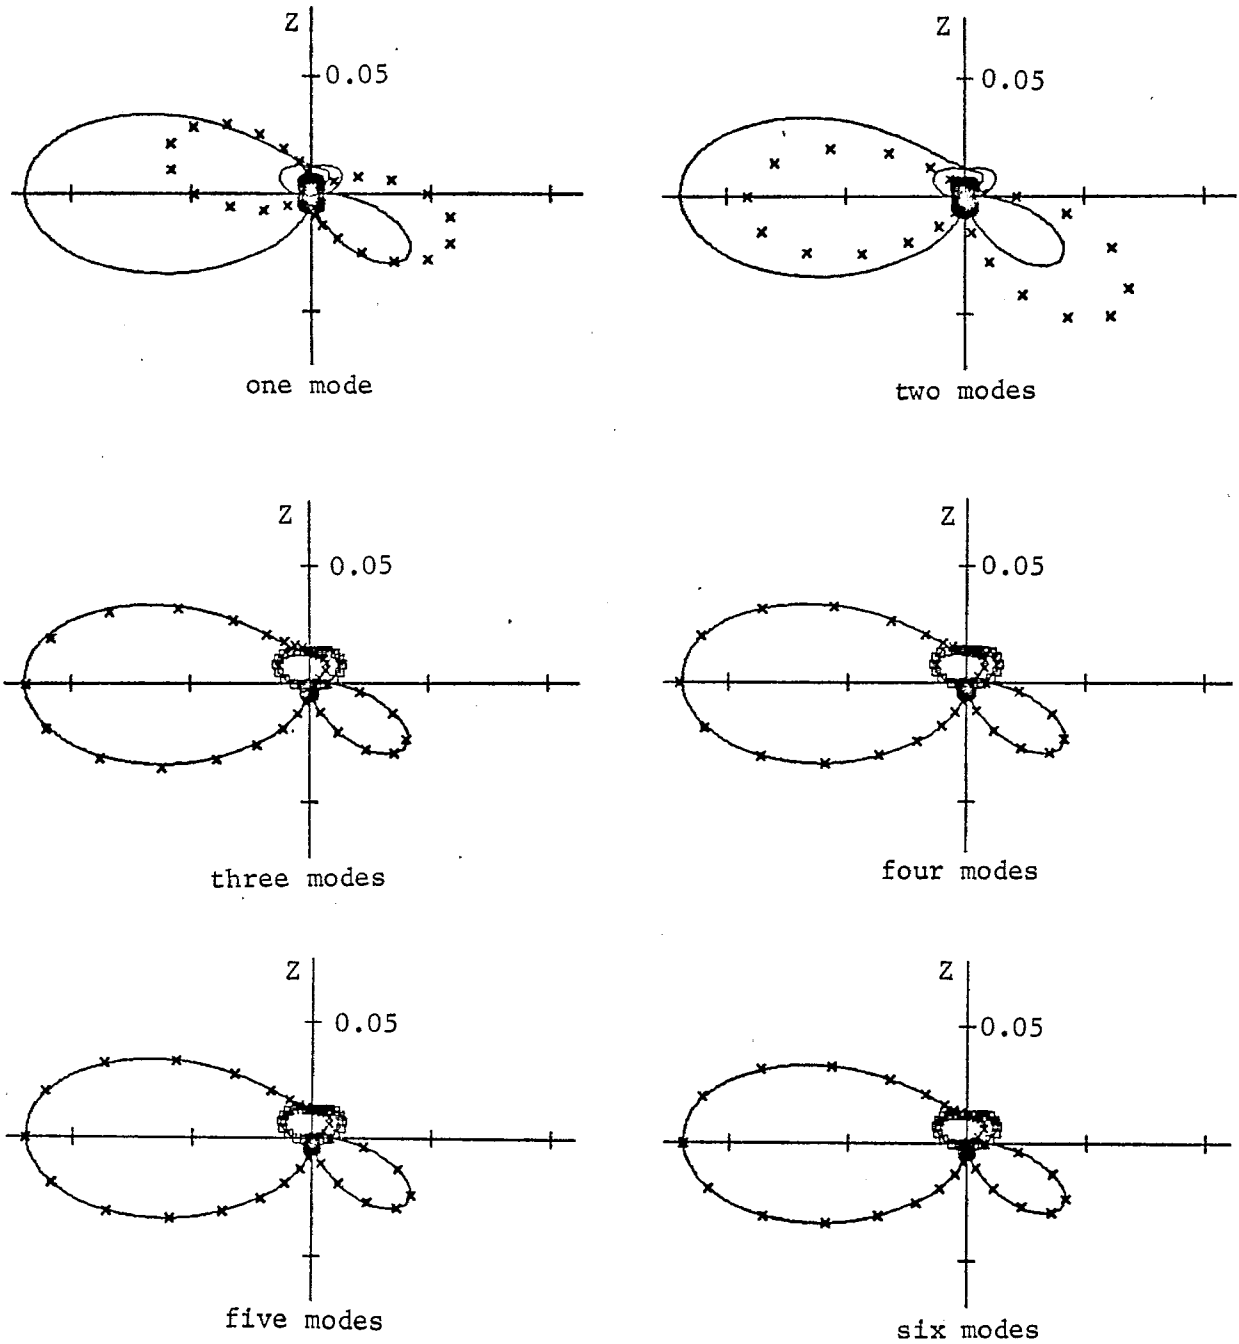 Z
0.05
one mode
Z
0.05
two modes
Z
0.05
three modes
Z
0.05
four modes
Z
0.05
five modes
Z
0.05
six modes